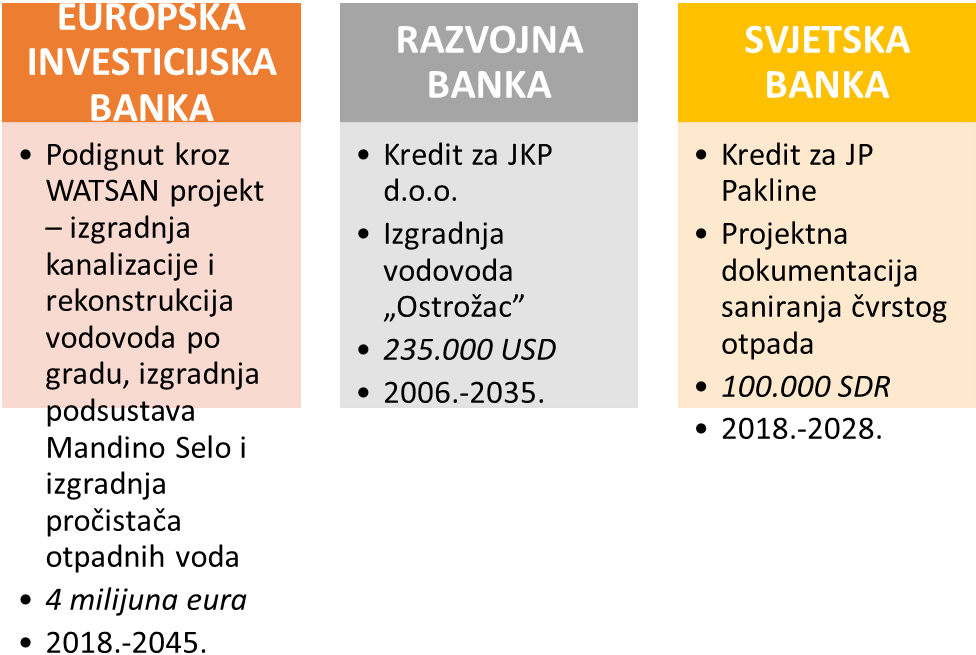 EUROPSKA
INVESTICIJSKA
BANKA
• Podignut kroz
WATSAN projekt
– izgradnja
kanalizacije i
rekonstrukcija
vodovoda po
gradu, izgradnja
podsustava
Mandino Selo i
izgradnja
pročistača
otpadnih voda
• 4 milijuna eura
• 2018.-2045.
RAZVOJNA
BANKA
• Kredit za JKP
d.o.o.
• Izgradnja
vodovoda
„Ostrožac”
• 235.000 USD
• 2006.-2035.
SVJETSKA
BANKA
• Kredit za JP
Pakline
• Projektna
dokumentacija
saniranja čvrstog
otpada
• 100.000 SDR
• 2018.-2028.